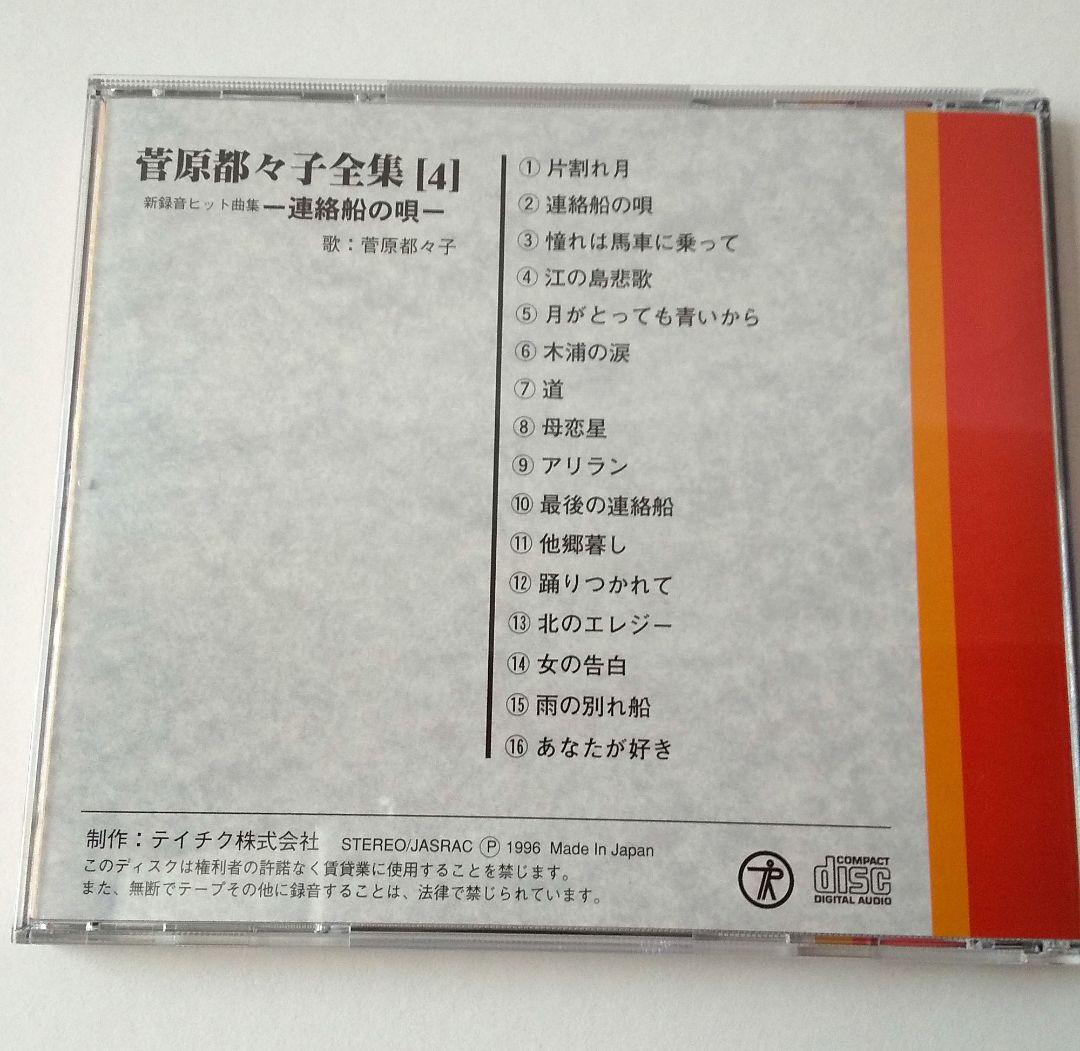 菅原都々子全集 [4]
新録音ヒット曲集 ー連絡船の唄ー
歌：菅原都々子
① 片割れ月
② 連絡船の唄
③ 憧れは馬車に乗って
④ 江の島悲歌
⑤ 月がとっても青いから
⑥ 木浦の涙
⑦ 道
⑧ 母恋星
⑨ アリラン
⑩ 最後の連絡船
⑪ 他郷暮し
⑫ 踊りつかれて
⑬ 北のエレジー
⑭ 女の告白
⑮ 雨の別れ船
⑯ あなたが好き
制作：テイチク株式会社 STEREO/JASRAC Ⓟ 1996 Made In Japan
このディスクは権利者の許諾なく賃貸業に使用することを禁じます。
また、無断でテープその他に録音することは、法律で禁じられています。
COMPACT
disc
DIGITAL AUDIO